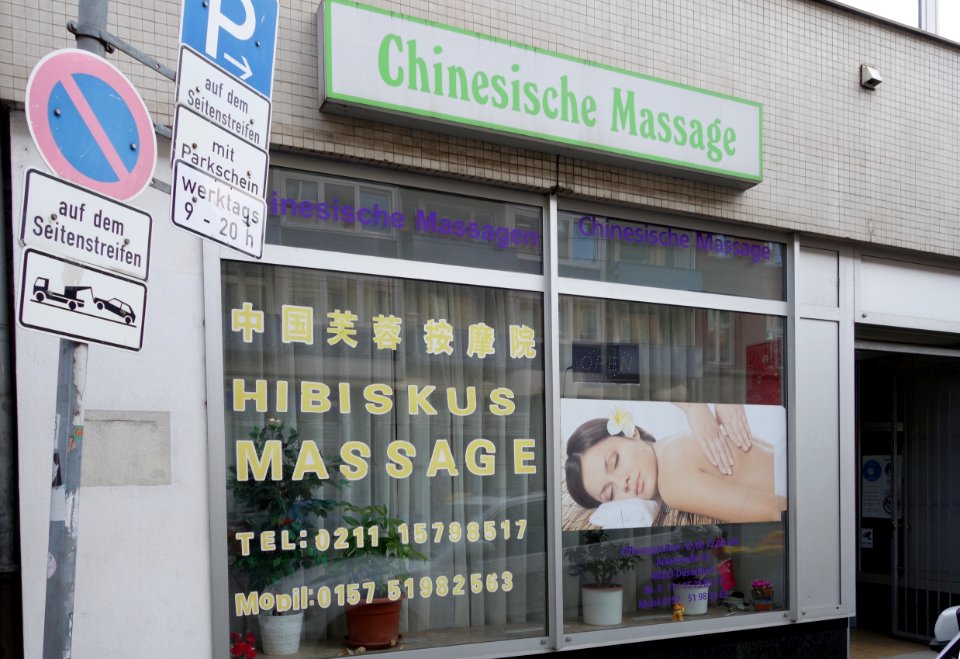 P
auf dem
Seitenstreifen
mit
Parkschein
werktags
9 - 20 h
auf dem
Seitenstreifen
Chinesische Massage
Chinesische Massagen
Chinesische Massage
中国芙蓉 按摩院
HIBISKUS
MASSAGE
TEL: 0211 15798517
Mobil: 0157 51982563
OPEN